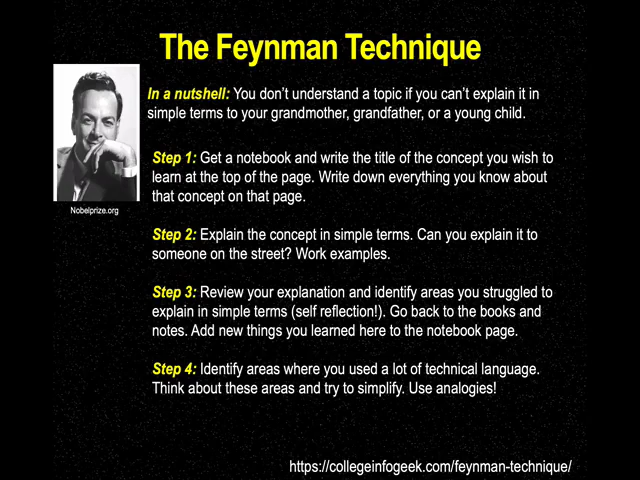 The Feynman Technique
In a nutshell: You don’t understand a topic if you can’t explain it in
simple terms to your grandmother, grandfather, or a young child.
Nobelprize.org
Step 1: Get a notebook and write the title of the concept you wish to
learn at the top of the page. Write down everything you know about
that concept on that page.
Step 2: Explain the concept in simple terms. Can you explain it to
someone on the street? Work examples.
Step 3: Review your explanation and identify areas you struggled to
explain in simple terms (self reflection!). Go back to the books and
notes. Add new things you learned here to the notebook page.
Step 4: Identify areas where you used a lot of technical language.
Think about these areas and try to simplify. Use analogies!
https://collegeinfogeek.com/feynman-technique/